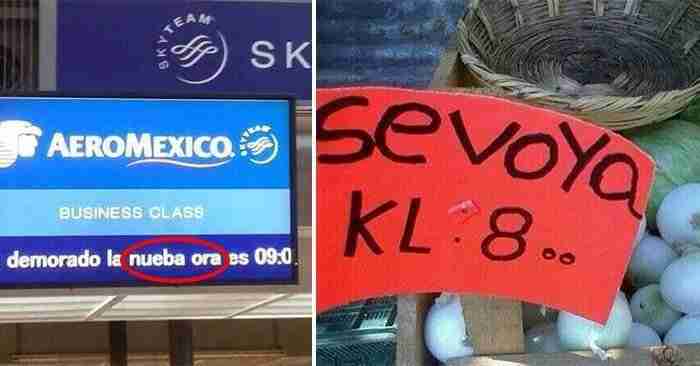 SKYTEAM
SK
AEROMEXICO. SKYTEAM
BUSINESS CLASS
demorado la nueba ora es 09:0
sevoya
KL. 8..